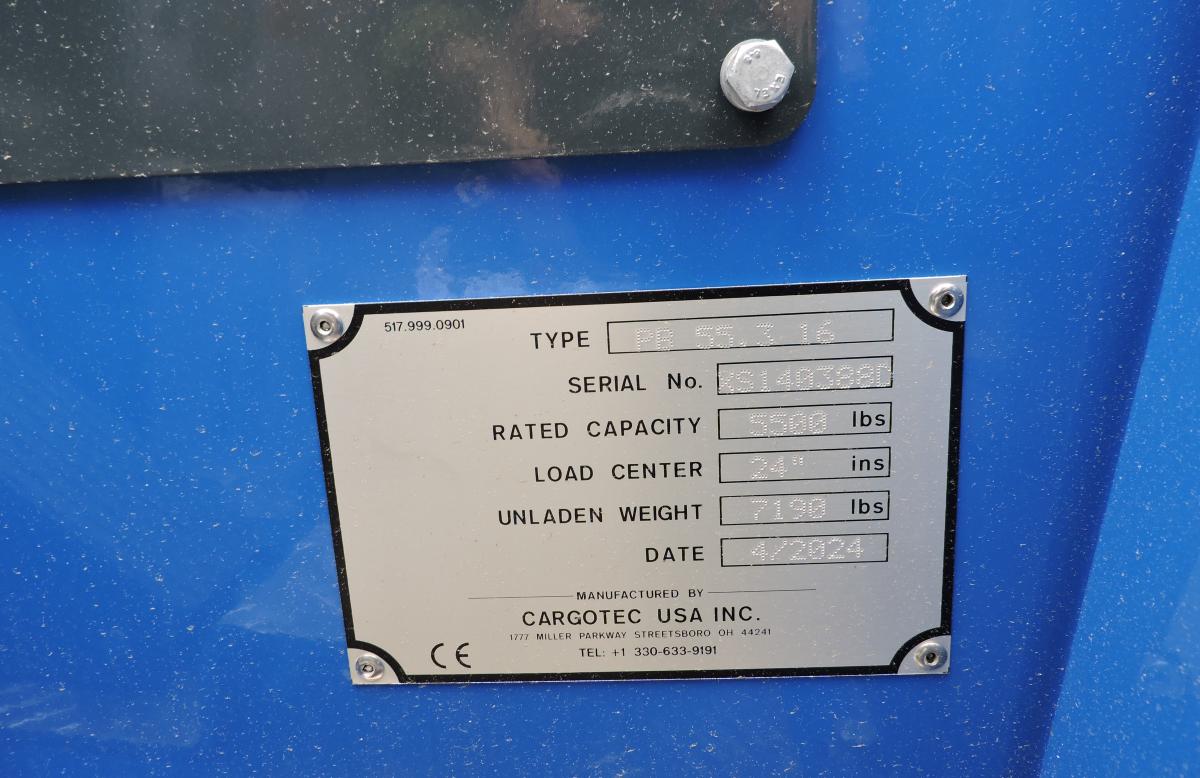 517.999.0901
TYPE PB 55.3 16
SERIAL No. KS140388D
RATED CAPACITY 5500 lbs
LOAD CENTER 24" ins
UNLADEN WEIGHT 7190 lbs
DATE 4/2024
MANUFACTURED BY
CARGOTEC USA INC.
1777 MILLER PARKWAY STREETSBORO OH 44241
TEL: +1 330-633-9191
CE